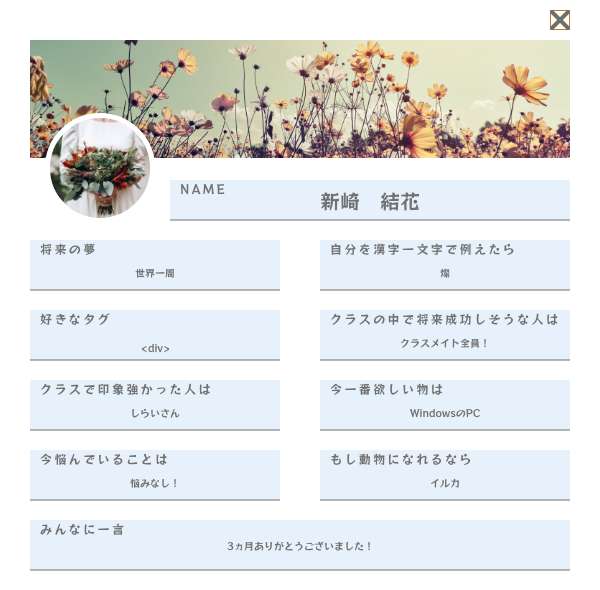 NAME
新崎　結花
将来の夢
世界一周
自分を漢字一文字で例えたら
燦
好きなタグ
<div>
クラスの中で将来成功しそうな人は
クラスメイト全員！
クラスで印象強かった人は
しらいさん
今一番欲しい物は
WindowsのPC
今悩んでいることは
悩みなし！
もし動物になれるなら
イルカ
みんなに一言
3ヵ月ありがとうございました！